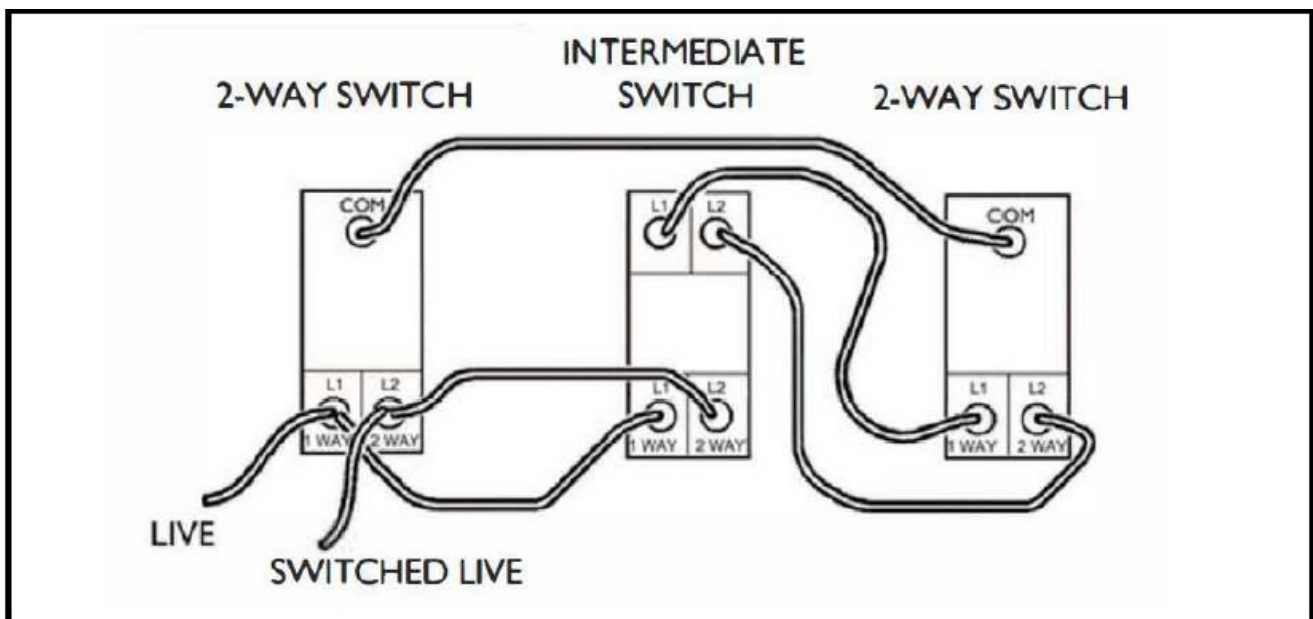 INTERMEDIATE
SWITCH
2-WAY SWITCH
2-WAY SWITCH
COM
L1
L2
COM
L1
L2
L1
L2
L1
L2
1 WAY
2 WAY
1 WAY
2 WAY
1 WAY
2 WAY
LIVE
SWITCHED LIVE